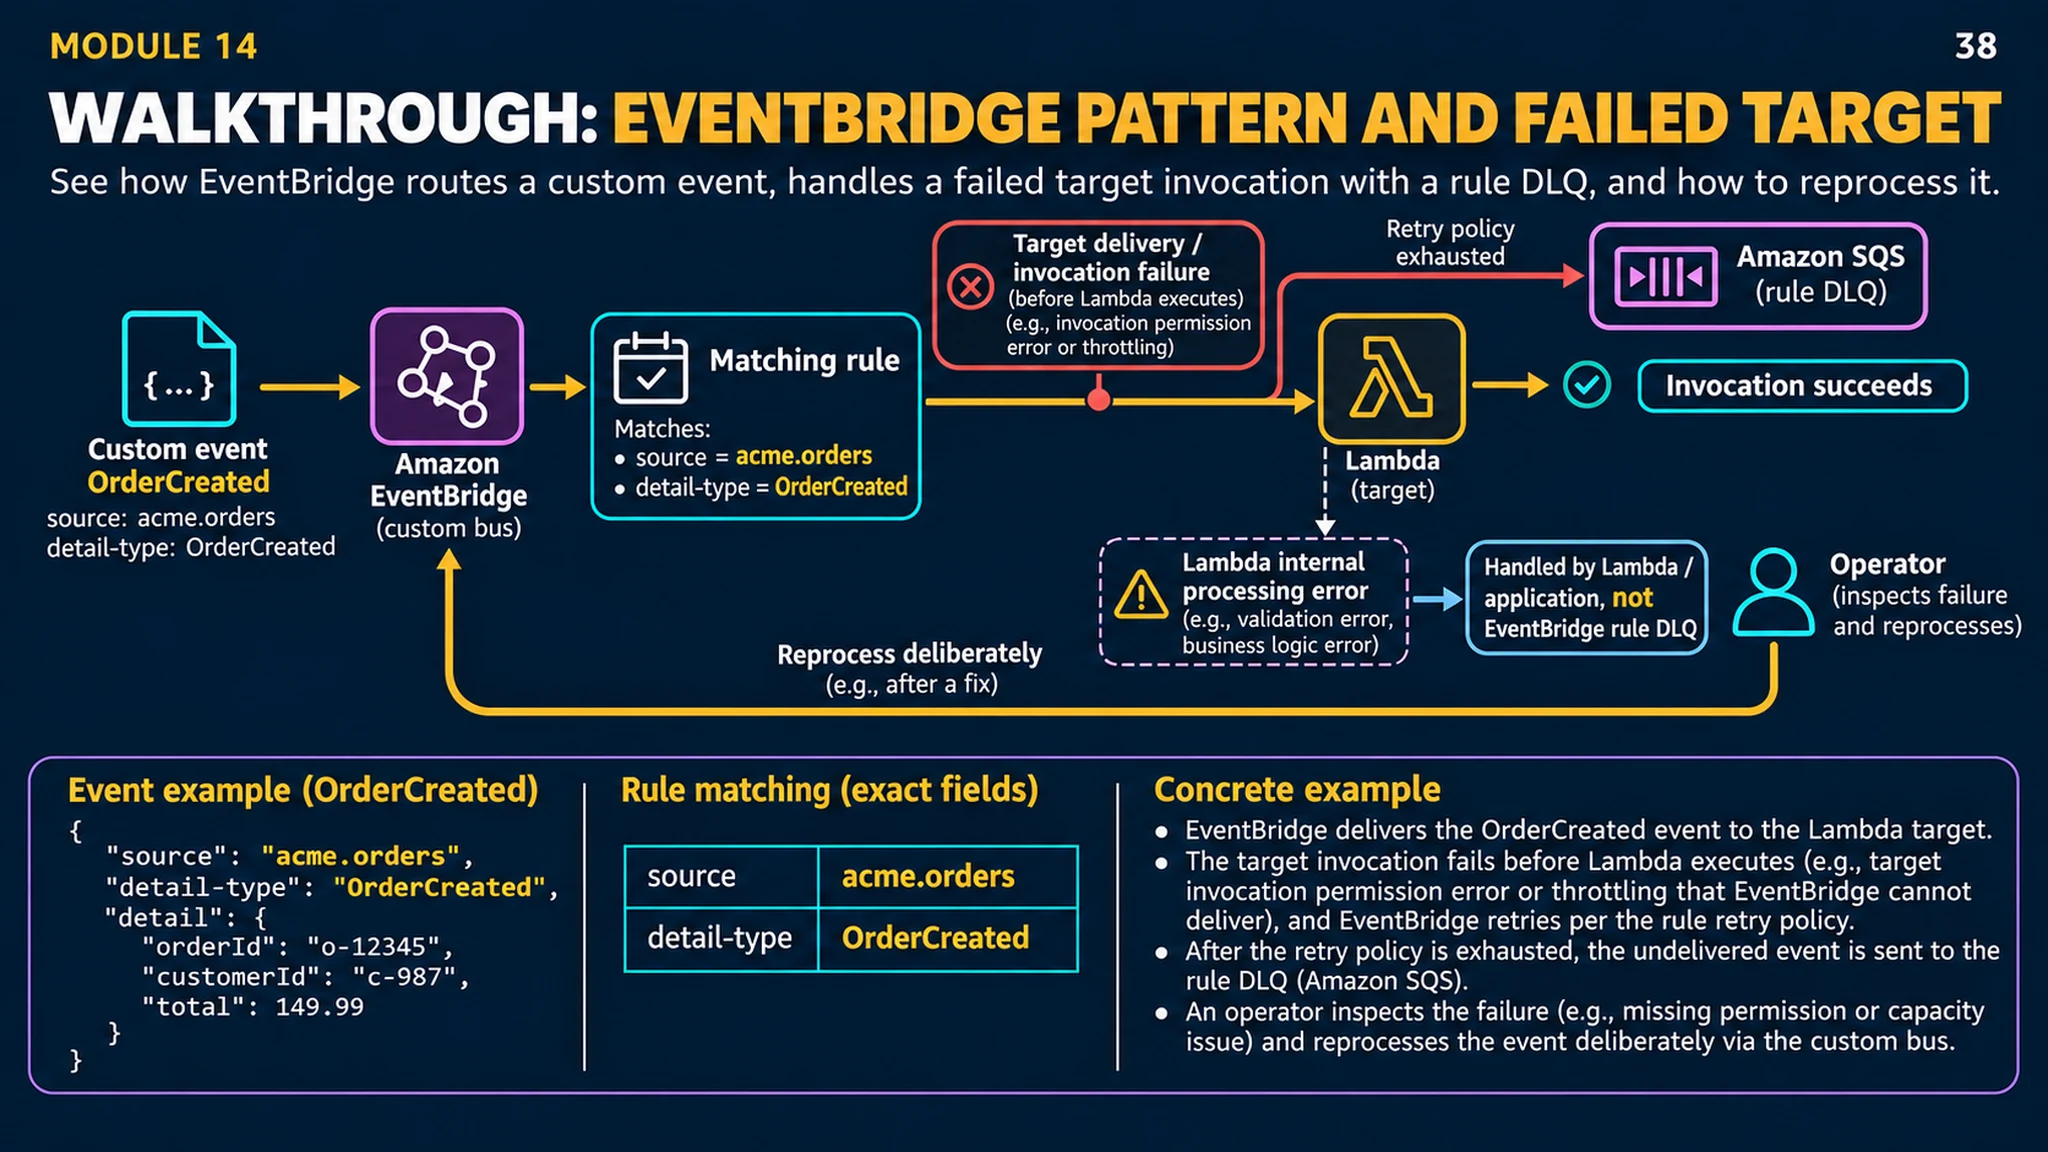 MODULE 14
38
WALKTHROUGH: EVENTBRIDGE PATTERN AND FAILED TARGET
See how EventBridge routes a custom event, handles a failed target invocation with a rule DLQ, and how to reprocess it.
{...}
Custom event
OrderCreated
source: acme.orders
detail-type: OrderCreated
Amazon
EventBridge
(custom bus)
Matching rule
Matches:
• source = acme.orders
• detail-type = OrderCreated
Target delivery /
invocation failure
(before Lambda executes)
(e.g., invocation permission
error or throttling)
Retry policy
exhausted
Amazon SQS
(rule DLQ)
Lambda
(target)
Invocation succeeds
Lambda internal
processing error
(e.g., validation error,
business logic error)
Handled by Lambda /
application, not
EventBridge rule DLQ
Operator
(inspects failure
and reprocesses)
Reprocess deliberately
(e.g., after a fix)
Event example (OrderCreated)
{
"source": "acme.orders",
"detail-type": "OrderCreated",
"detail": {
"orderId": "o-12345",
"customerId": "c-987",
"total": 149.99
}
}
Rule matching (exact fields)
source acme.orders
detail-type OrderCreated
Concrete example
• EventBridge delivers the OrderCreated event to the Lambda target.
• The target invocation fails before Lambda executes (e.g., target
invocation permission error or throttling that EventBridge cannot
deliver), and EventBridge retries per the rule retry policy.
• After the retry policy is exhausted, the undelivered event is sent to the
rule DLQ (Amazon SQS).
• An operator inspects the failure (e.g., missing permission or capacity
issue) and reprocesses the event deliberately via the custom bus.